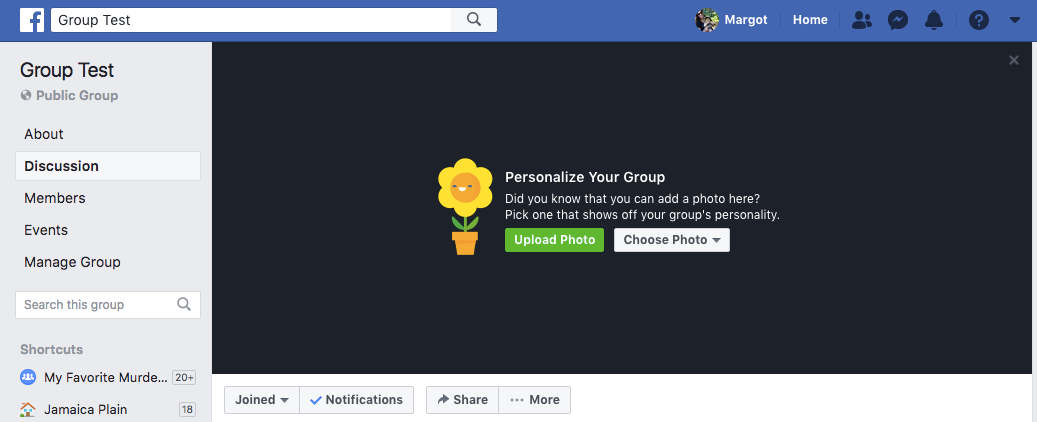 Group Test
Margot
Home
Group Test
Public Group
About
Discussion
Members
Events
Manage Group
Search this group
Shortcuts
My Favorite Murde... 20+
Jamaica Plain 18
Personalize Your Group
Did you know that you can add a photo here?
Pick one that shows off your group's personality.
Upload Photo
Choose Photo
Joined
Notifications
Share
More